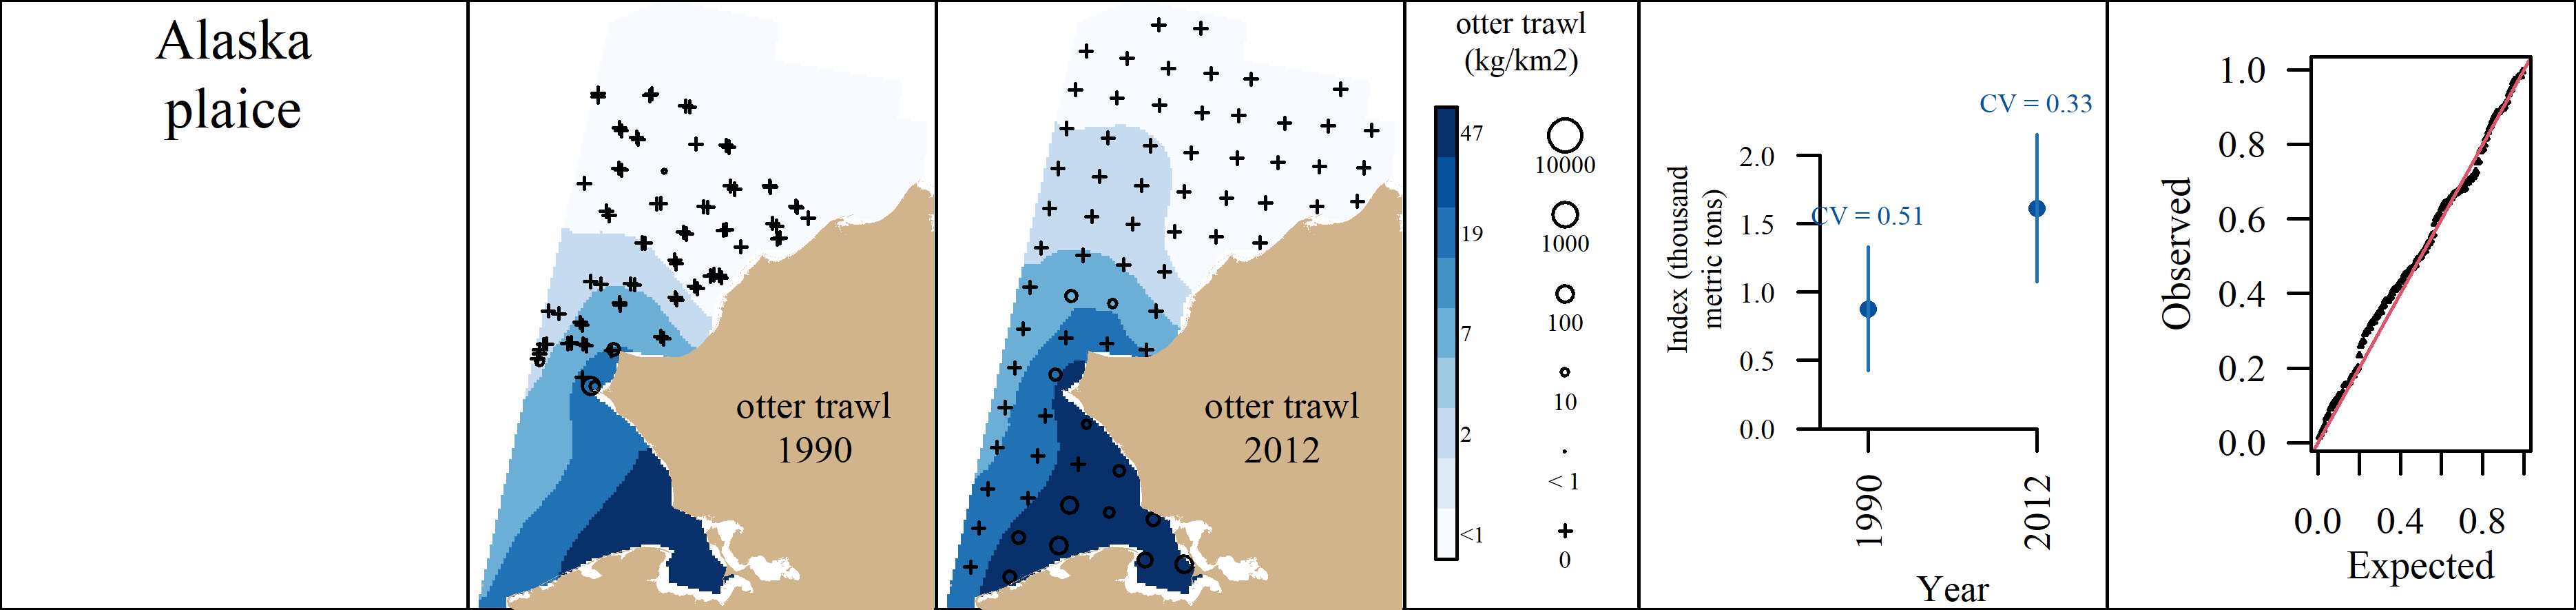 Alaska
plaice
otter trawl
1990
otter trawl
2012
otter trawl
(kg/km2)
47
19
7
2
<1
10000
1000
100
10
< 1
0
Index (thousand
metric tons)
2.0
1.5
1.0
0.5
0.0
CV = 0.51
CV = 0.33
1990
2012
Year
Observed
1.0
0.8
0.6
0.4
0.2
0.0
0.0 0.4 0.8
Expected